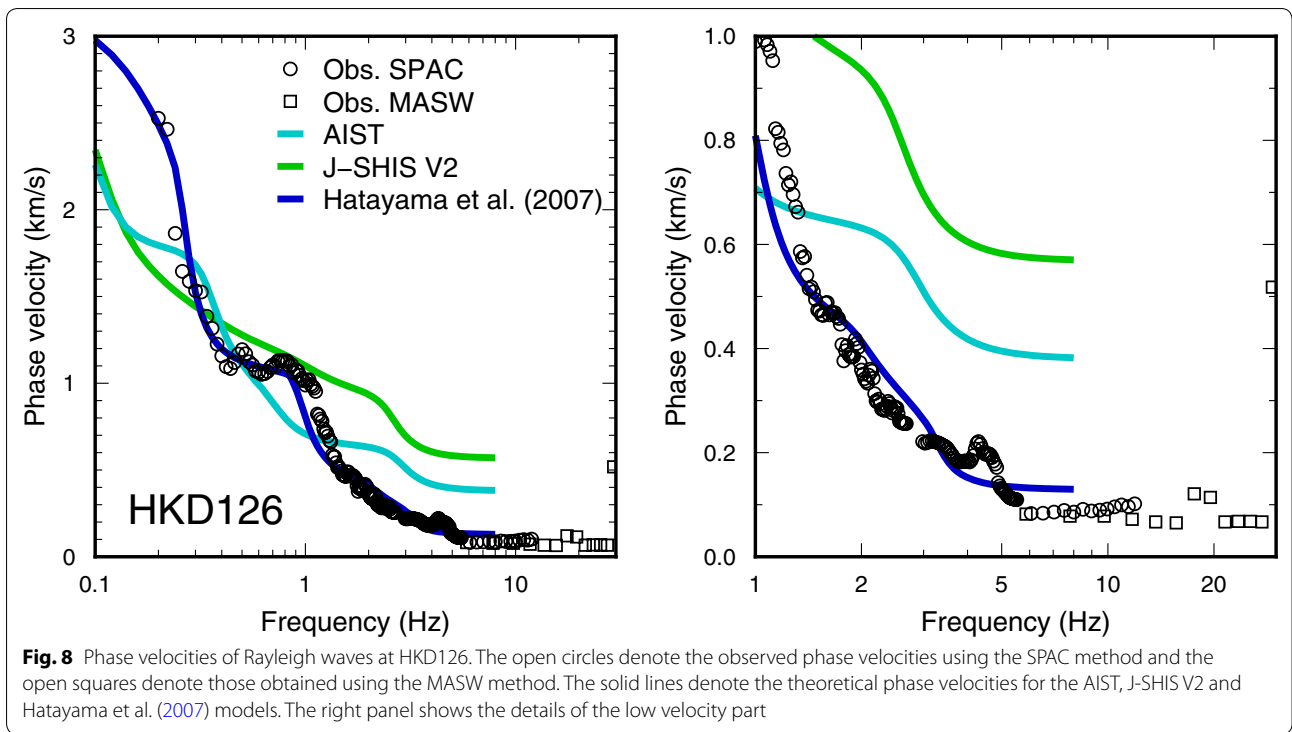 3
2
1
0
Phase velocity (km/s)
0.1
1
10
Frequency (Hz)
Obs. SPAC
Obs. MASW
AIST
J–SHIS V2
Hatayama et al. (2007)
HKD126
1.0
0.8
0.6
0.4
0.2
0.0
Phase velocity (km/s)
1
2
5
10
20
Frequency (Hz)
Fig. 8 Phase velocities of Rayleigh waves at HKD126. The open circles denote the observed phase velocities using the SPAC method and the
open squares denote those obtained using the MASW method. The solid lines denote the theoretical phase velocities for the AIST, J-SHIS V2 and
Hatayama et al. (2007) models. The right panel shows the details of the low velocity part